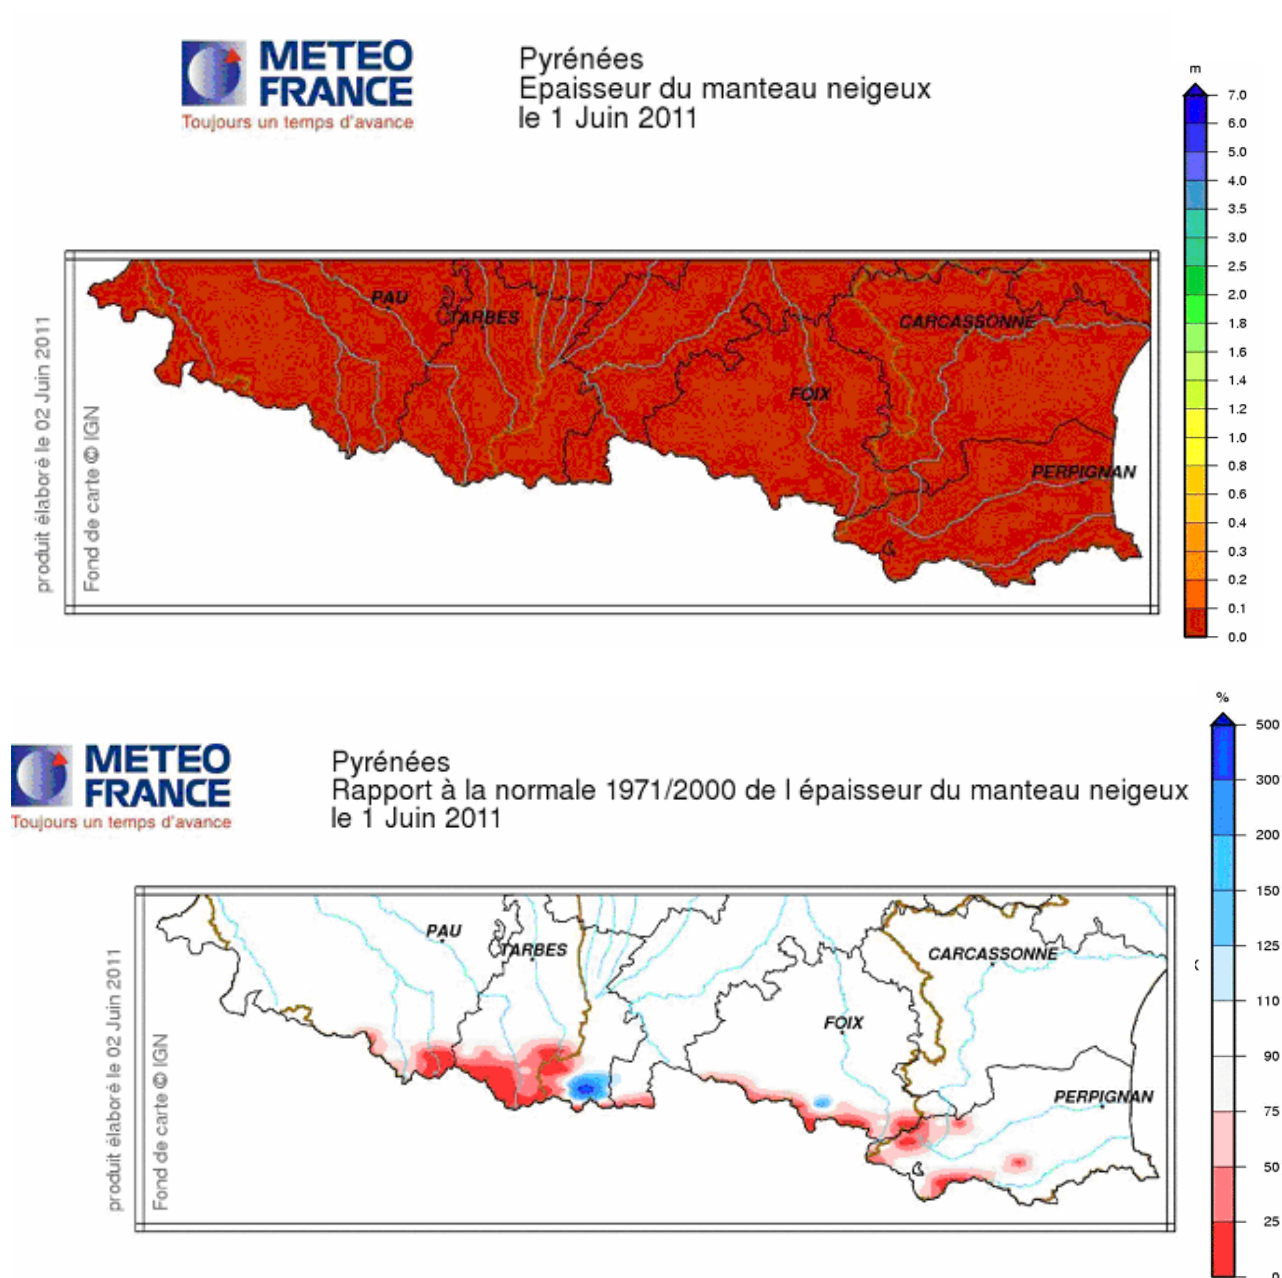 METEO
FRANCE
Toujours un temps d'avance
Pyrénées
Epaisseur du manteau neigeux
le 1 Juin 2011
m
7.0
6.0
5.0
4.0
3.5
3.0
2.5
2.0
1.8
1.6
1.4
1.2
1.0
0.8
0.6
0.4
0.3
0.2
0.1
0.0
PAU
TARBES
CARCASSONNE
FOIX
PERPIGNAN
produit élaboré le 02 Juin 2011
Fond de carte © IGN
METEO
FRANCE
Toujours un temps d'avance
Pyrénées
Rapport à la normale 1971/2000 de l épaisseur du manteau neigeux
le 1 Juin 2011
%
500
300
200
150
125
110
90
75
50
25
0
PAU
TARBES
CARCASSONNE
FOIX
PERPIGNAN
produit élaboré le 02 Juin 2011
Fond de carte © IGN